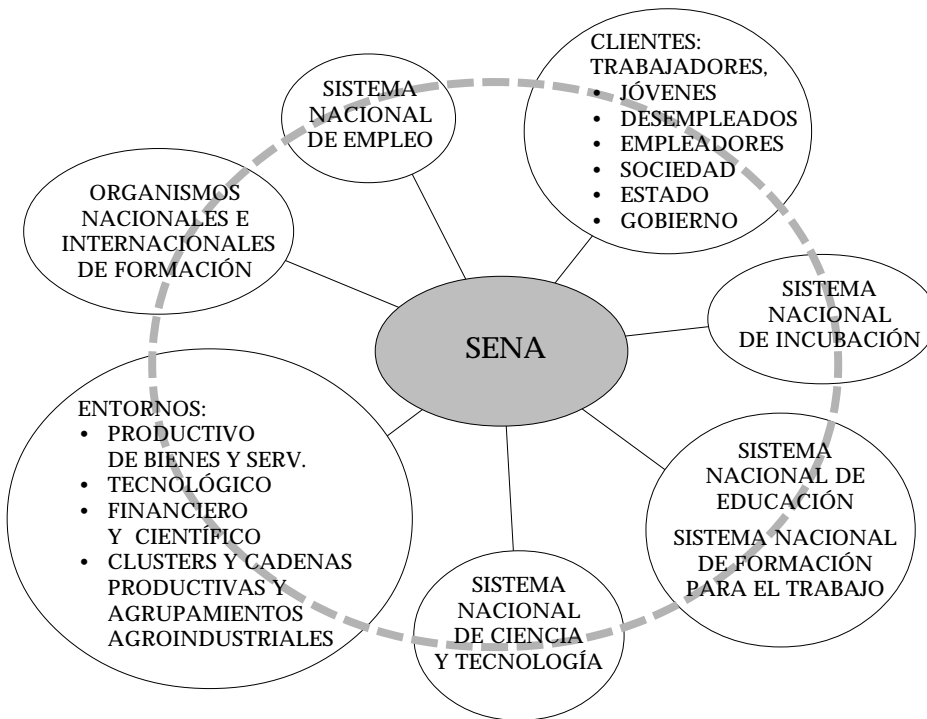 CLIENTES:
TRABAJADORES,
• JÓVENES
• DESEMPLEADOS
• EMPLEADORES
• SOCIEDAD
• ESTADO
• GOBIERNO
SISTEMA
NACIONAL
DE EMPLEO
ORGANISMOS
NACIONALES E
INTERNACIONALES
DE FORMACIÓN
SENA
SISTEMA
NACIONAL
DE INCUBACIÓN
ENTORNOS:
• PRODUCTIVO
DE BIENES Y SERV.
• TECNOLÓGICO
• FINANCIERO
Y CIENTÍFICO
• CLUSTERS Y CADENAS
PRODUCTIVAS Y
AGRUPAMIENTOS
AGROINDUSTRIALES
SISTEMA
NACIONAL DE
EDUCACIÓN
SISTEMA NACIONAL
DE FORMACIÓN
PARA EL TRABAJO
SISTEMA
NACIONAL
DE CIENCIA
Y TECNOLOGÍA